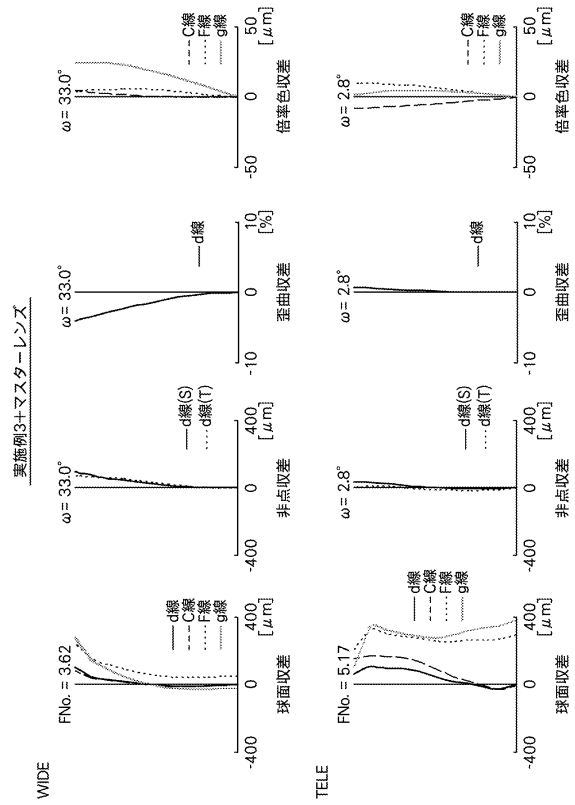 実施例3+マスターレンズ
WIDE
FNo. = 3.62
d線
C線
F線
g線
-400 0 400
[μm]
球面収差
ω= 33.0°
d線(S)
d線(T)
-400 0 400
[μm]
非点収差
ω= 33.0°
d線
-10 0 10
[%]
歪曲収差
ω= 33.0°
C線
F線
g線
-50 0 50
[μm]
倍率色収差
TELE
FNo. = 5.17
d線
C線
F線
g線
-400 0 400
[μm]
球面収差
ω= 2.8°
d線(S)
d線(T)
-400 0 400
[μm]
非点収差
ω= 2.8°
d線
-10 0 10
[%]
歪曲収差
ω= 2.8°
C線
F線
g線
-50 0 50
[μm]
倍率色収差